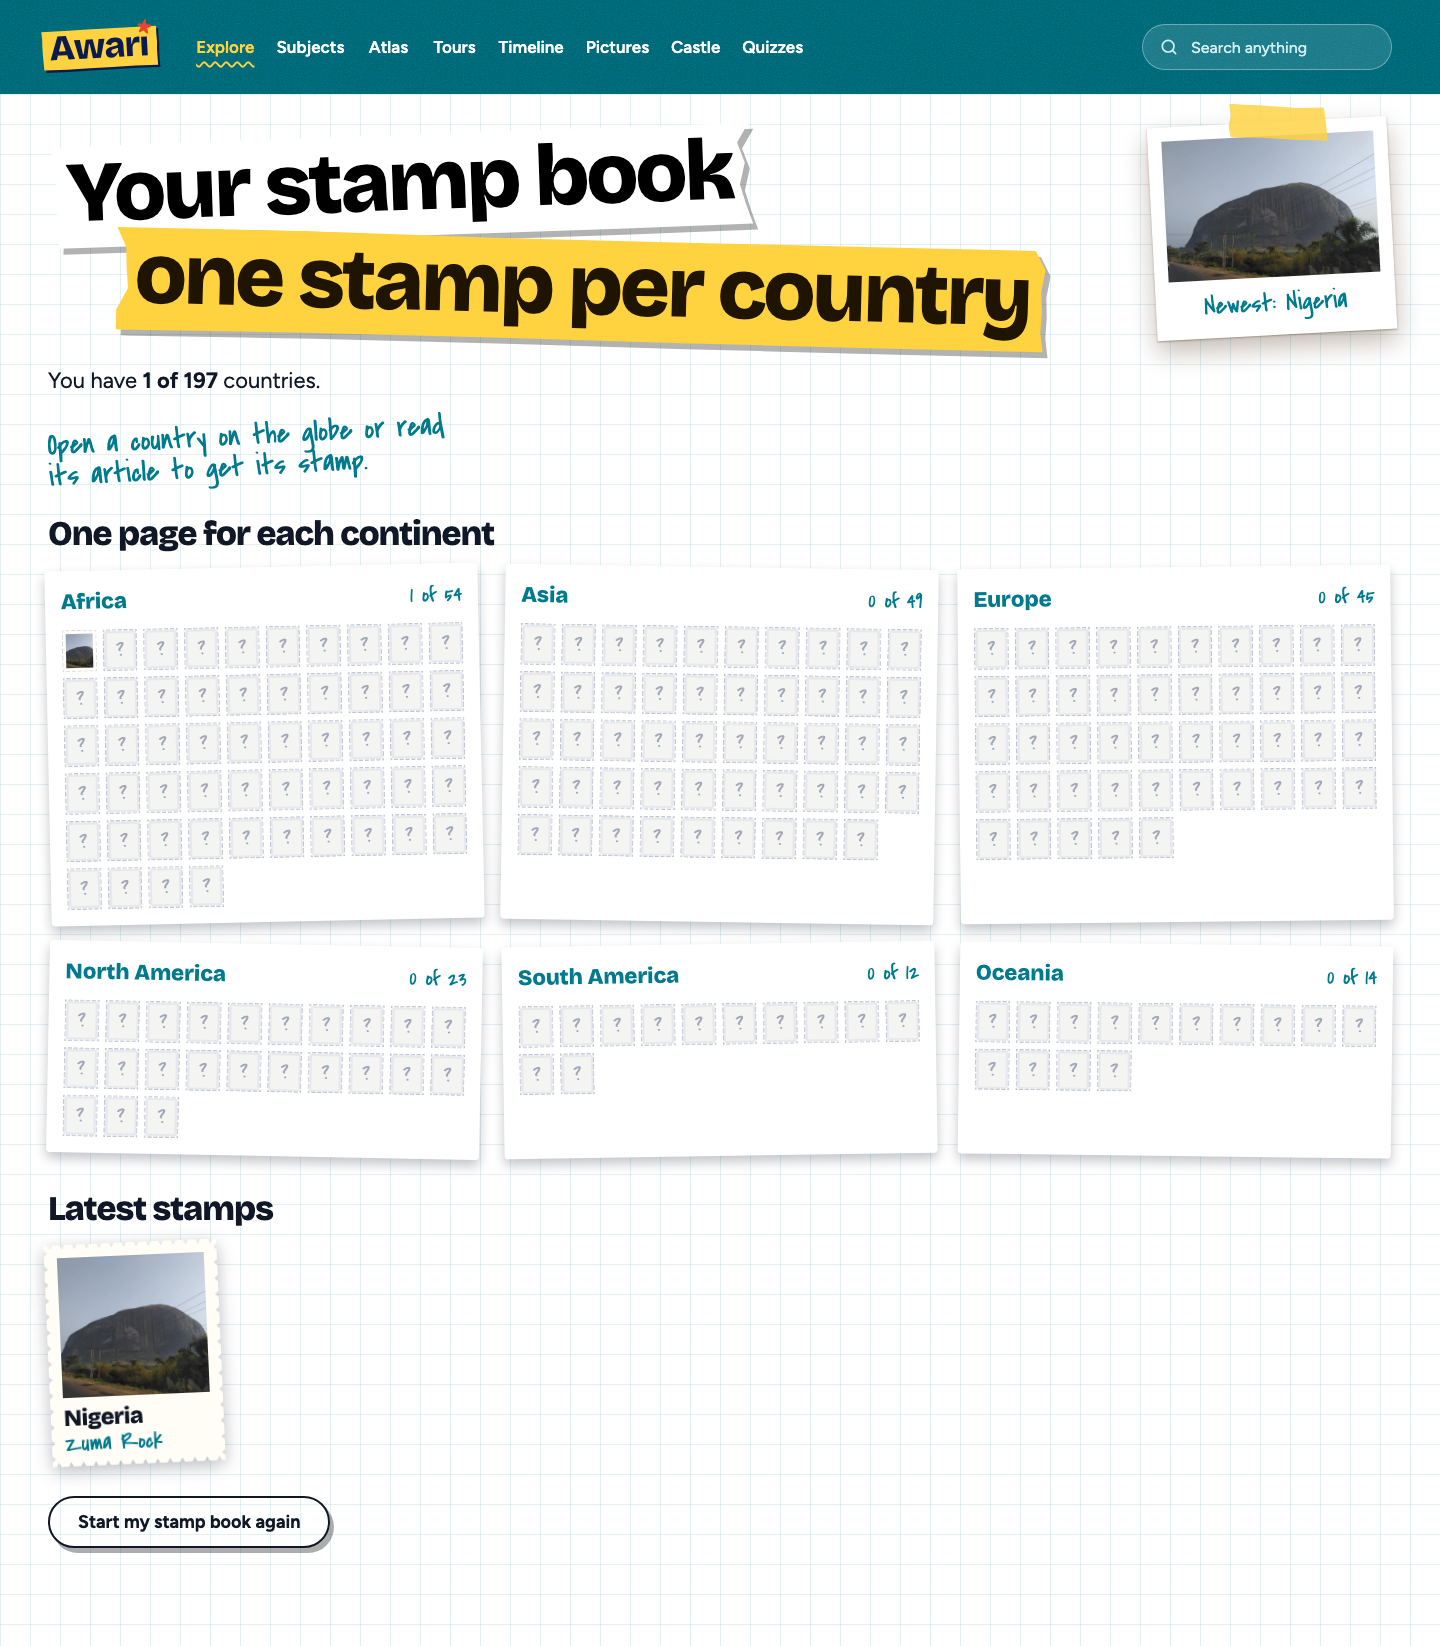 Awari
Explore Subjects Atlas Tours Timeline Pictures Castle Quizzes
Search anything
Your stamp book
one stamp per country
Newest: Nigeria
You have 1 of 197 countries.
Open a country on the globe or read
its article to get its stamp.
One page for each continent
Africa
1 of 54
? ? ? ? ? ? ? ? ?
? ? ? ? ? ? ? ? ? ?
? ? ? ? ? ? ? ? ? ?
? ? ? ? ? ? ? ? ? ?
? ? ? ? ? ? ? ? ? ?
? ? ? ?
Asia
0 of 49
? ? ? ? ? ? ? ? ? ?
? ? ? ? ? ? ? ? ? ?
? ? ? ? ? ? ? ? ? ?
? ? ? ? ? ? ? ? ? ?
? ? ? ? ? ? ? ? ?
Europe
0 of 45
? ? ? ? ? ? ? ? ? ?
? ? ? ? ? ? ? ? ? ?
? ? ? ? ? ? ? ? ? ?
? ? ? ? ? ? ? ? ? ?
? ? ? ? ?
North America
0 of 23
? ? ? ? ? ? ? ? ? ?
? ? ? ? ? ? ? ? ? ?
? ? ?
South America
0 of 12
? ? ? ? ? ? ? ? ? ?
? ?
Oceania
0 of 14
? ? ? ? ? ? ? ? ? ?
? ? ? ?
Latest stamps
Nigeria
Zuma Rock
Start my stamp book again